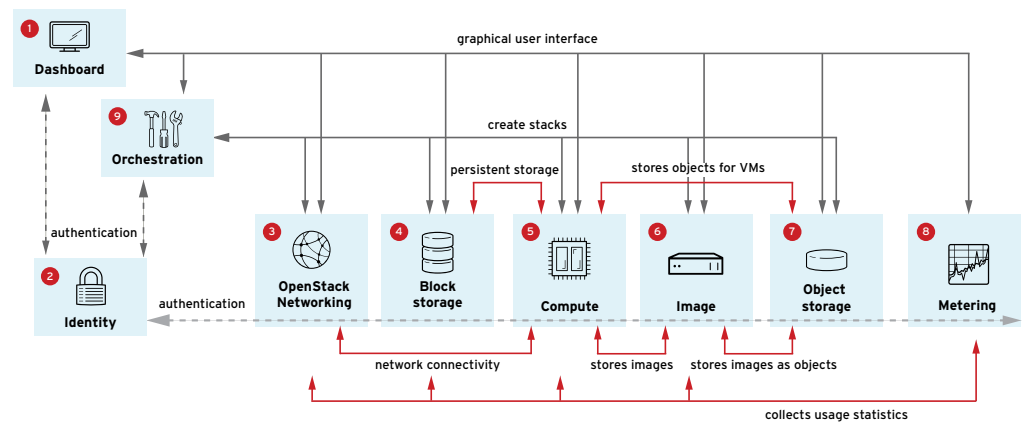 1
Dashboard
graphical user interface
9
Orchestration
create stacks
persistent storage
stores objects for VMs
authentication
2
Identity
authentication
3
OpenStack
Networking
4
Block
storage
5
Compute
6
Image
7
Object
storage
8
Metering
network connectivity
stores images
stores images as objects
collects usage statistics